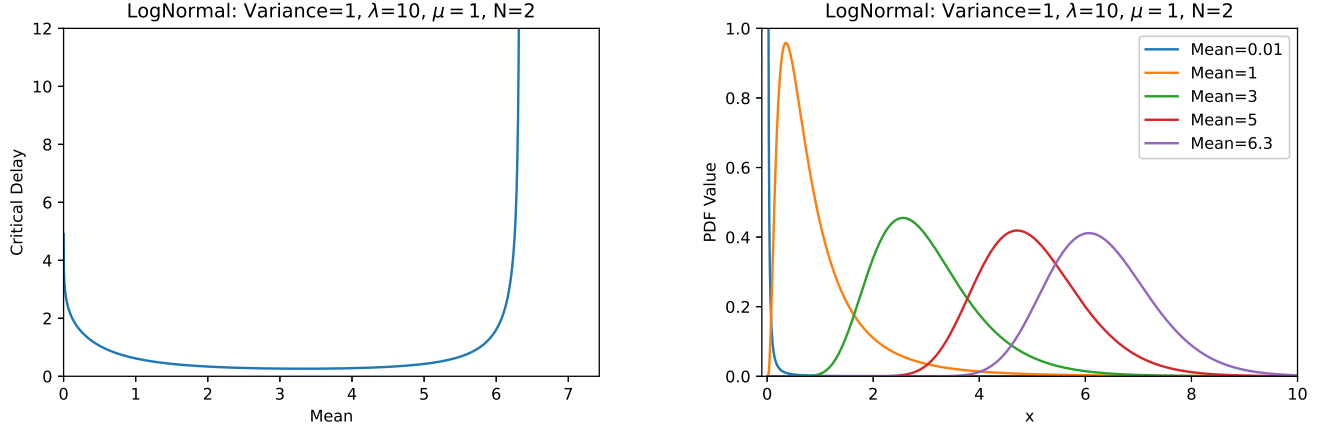 LogNormal: Variance=1, λ=10, μ = 1, N=2
12
10
8
6
4
2
0
Critical Delay
0 1 2 3 4 5 6 7
Mean
LogNormal: Variance=1, λ=10, μ = 1, N=2
1.0
0.8
0.6
0.4
0.2
0.0
PDF Value
Mean=0.01
Mean=1
Mean=3
Mean=5
Mean=6.3
0 2 4 6 8 10
x